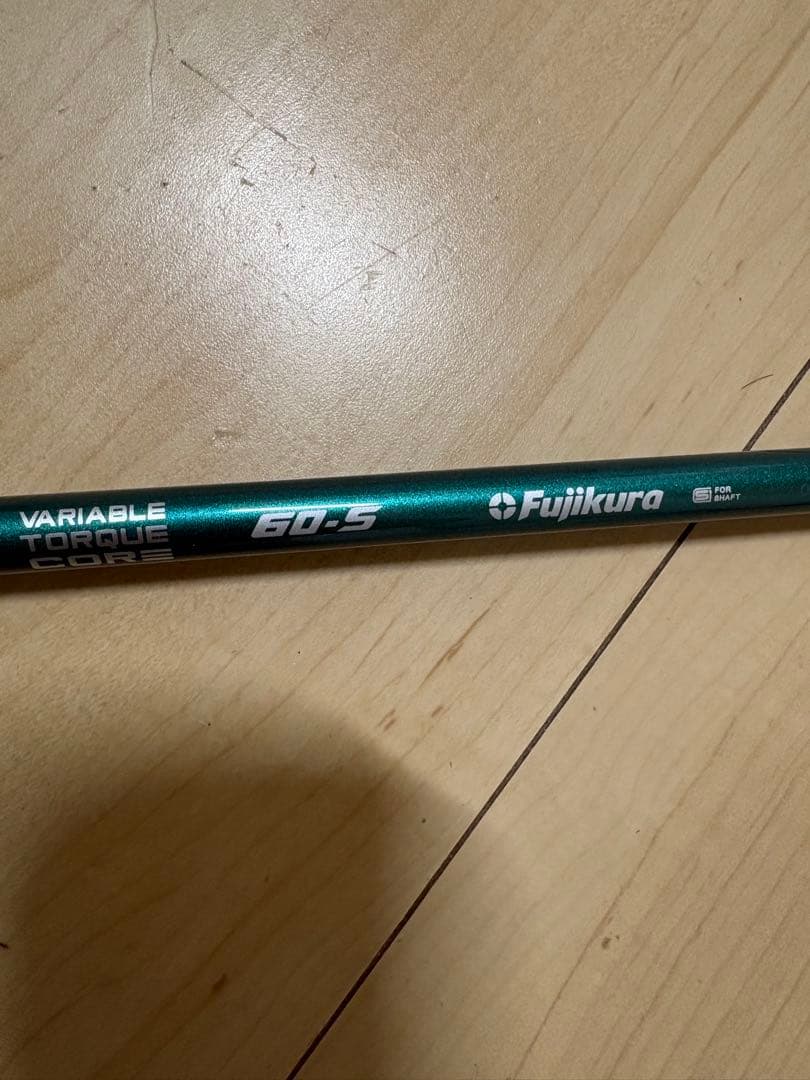 VARIABLE
TORQUE
CORE
60-S
Fujikura
S FOR
SHAFT